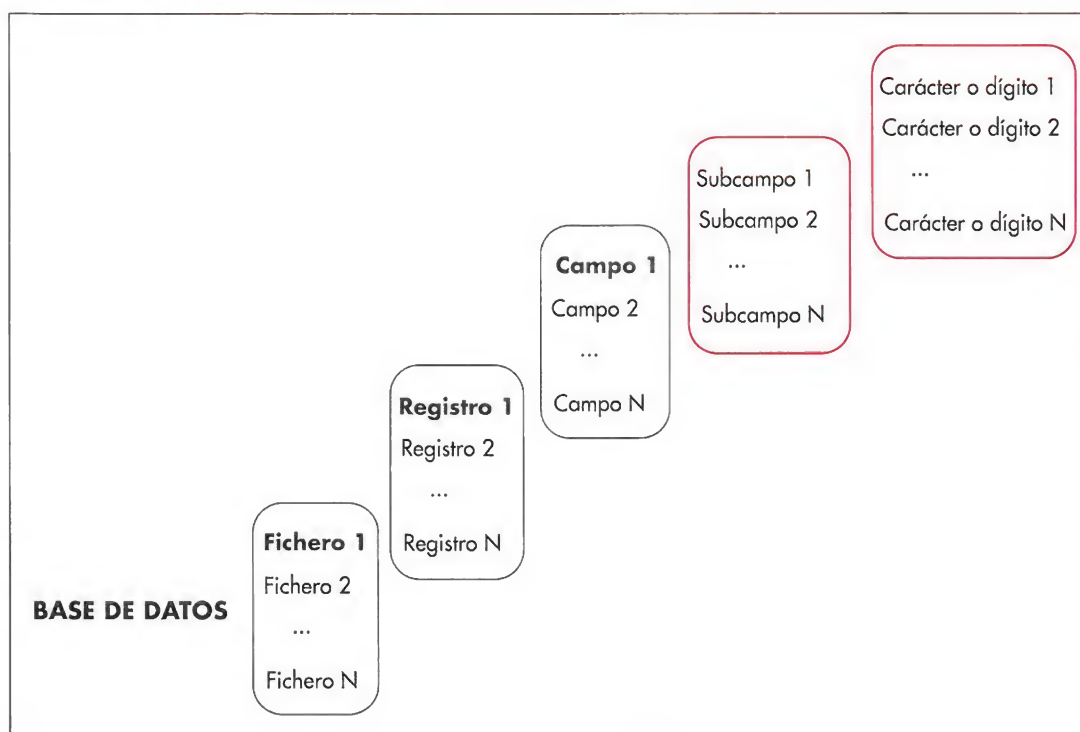 BASE DE DATOS
Fichero 1
Fichero 2
...
Fichero N
Registro 1
Registro 2
...
Registro N
Campo 1
Campo 2
...
Campo N
Subcampo 1
Subcampo 2
...
Subcampo N
Carácter o dígito 1
Carácter o dígito 2
...
Carácter o dígito N